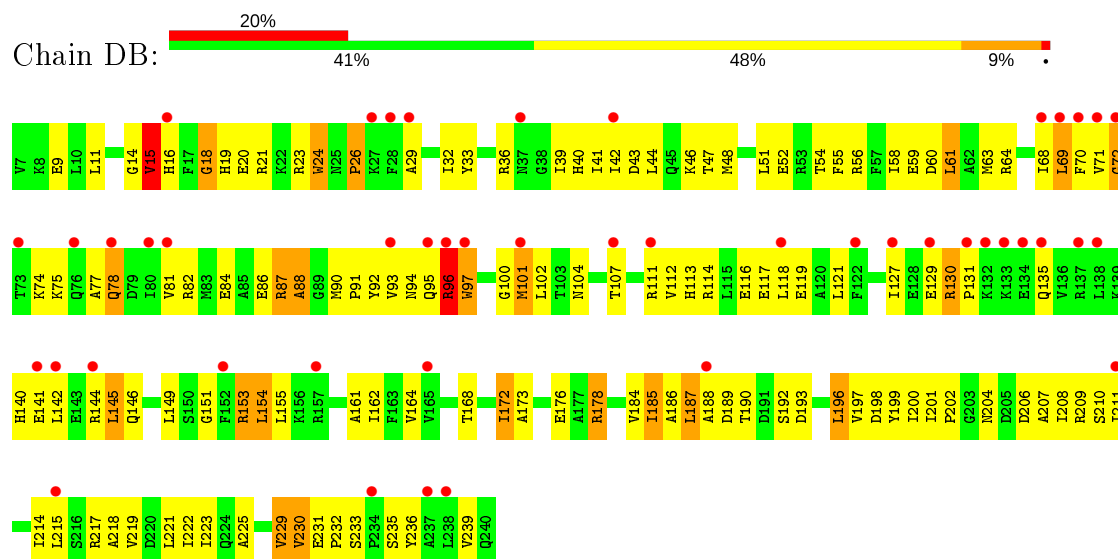 20%
Chain DB:
41% 48% 9% •
V7 K8 E9 L10 L11 G14 V15 H16 F17 G18 H19 E20 R21 K22 R23 W24 N25 P26 K27 F28 A29 I32 Y33 R36 N37 G38 I39 H40 I41 I42 D43 L44 Q45 K46 T47 M48 L51 E52 R53 T54 F55 R56 F57 I58 E59 D60 L61 A62 M63 R64 I68 L69 F70 V71 G72
T73 K74 K75 Q76 A77 Q78 D79 I80 V81 R82 M83 E84 A85 E86 R87 A88 G89 M90 P91 Y92 V93 N94 Q95 R96 W97 G100 M101 L102 T103 N104 T107 R111 V112 H113 R114 L115 E116 E117 L118 E119 A120 L121 F122 I127 E128 E129 R130 P131 K132 K133 E134 Q135 V136 R137 L138 K139
H140 E141 L142 E143 R144 L145 Q146 L149 S150 G151 F152 R153 L154 L155 K156 R157 A161 I162 F163 V164 V165 T168 I172 A173 E176 A177 R178 V184 I185 A186 L187 A188 D189 T190 D191 S192 D193 L196 V197 D198 Y199 I200 I201 P202 G203 N204 D205 D206 A207 I208 R209 S210 I211
I214 L215 S216 R217 A218 V219 D220 L221 I222 I223 Q224 A225 V229 V230 E231 P232 S233 P234 S235 Y236 A237 L238 V239 Q240